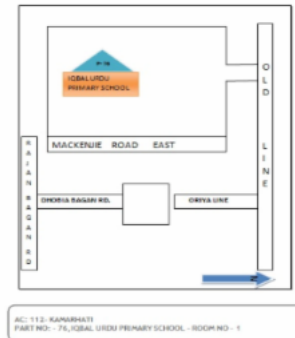 P-76
IQBAL URDU
PRIMARY SCHOOL
OLD LINE
MACKENJIE ROAD EAST
RAJAN BAGAN RD
DHOBIA BAGAN RD.
ORIYA LINE
N
AC: 112- KAMARHATI
PART NO: - 76, IQBAL URDU PRIMARY SCHOOL - ROOM NO - 1